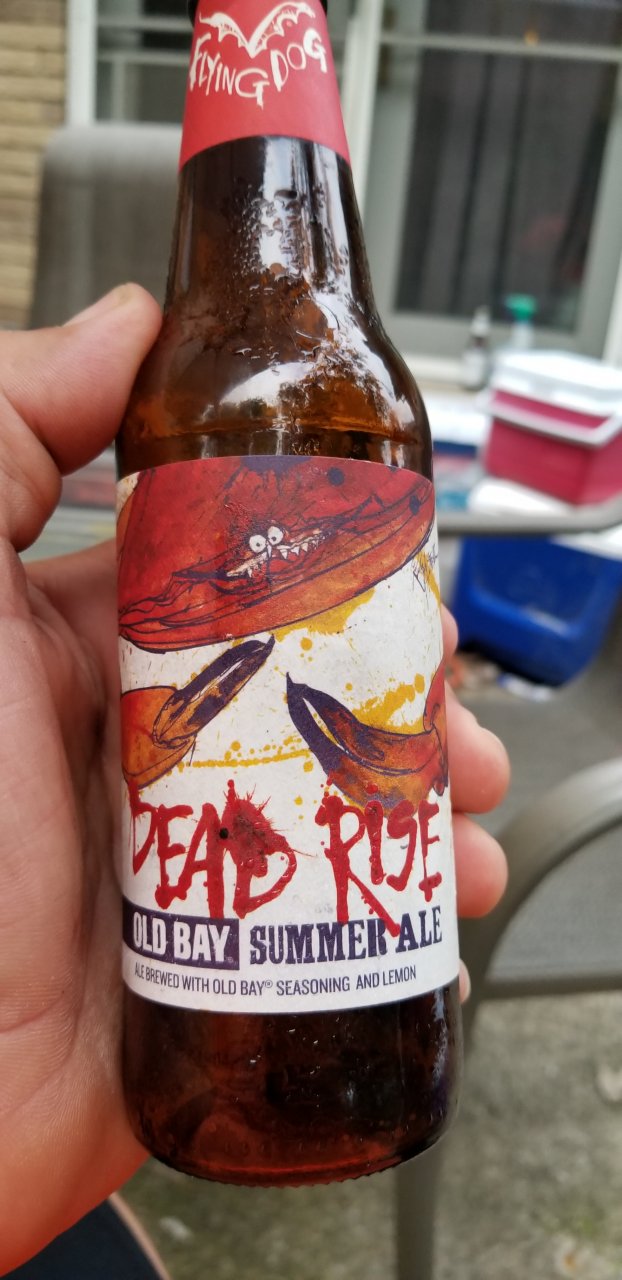 FLYING DOG
DEAD RISE
OLD BAY SUMMER ALE
ALE BREWED WITH OLD BAY® SEASONING AND LEMON